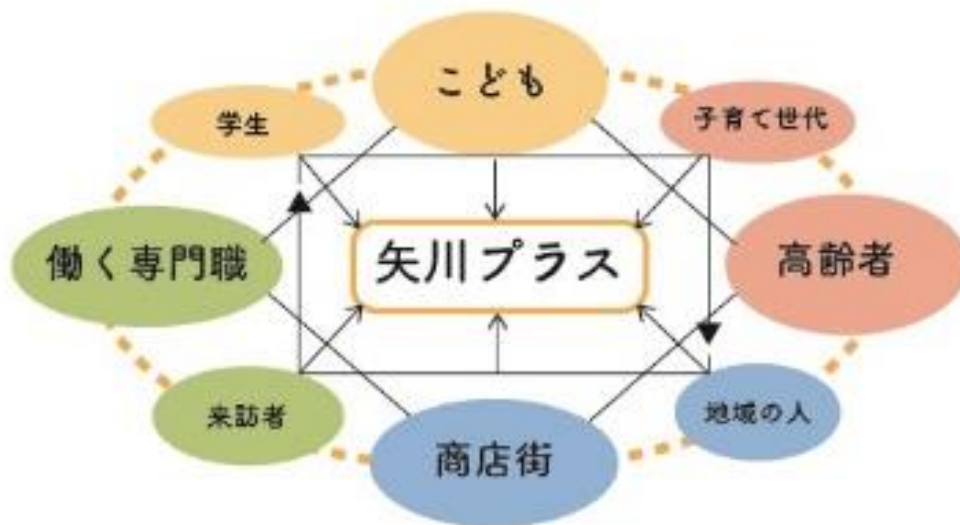 こども
学生
子育て世代
働く専門職
矢川プラス
高齢者
来訪者
地域の人
商店街